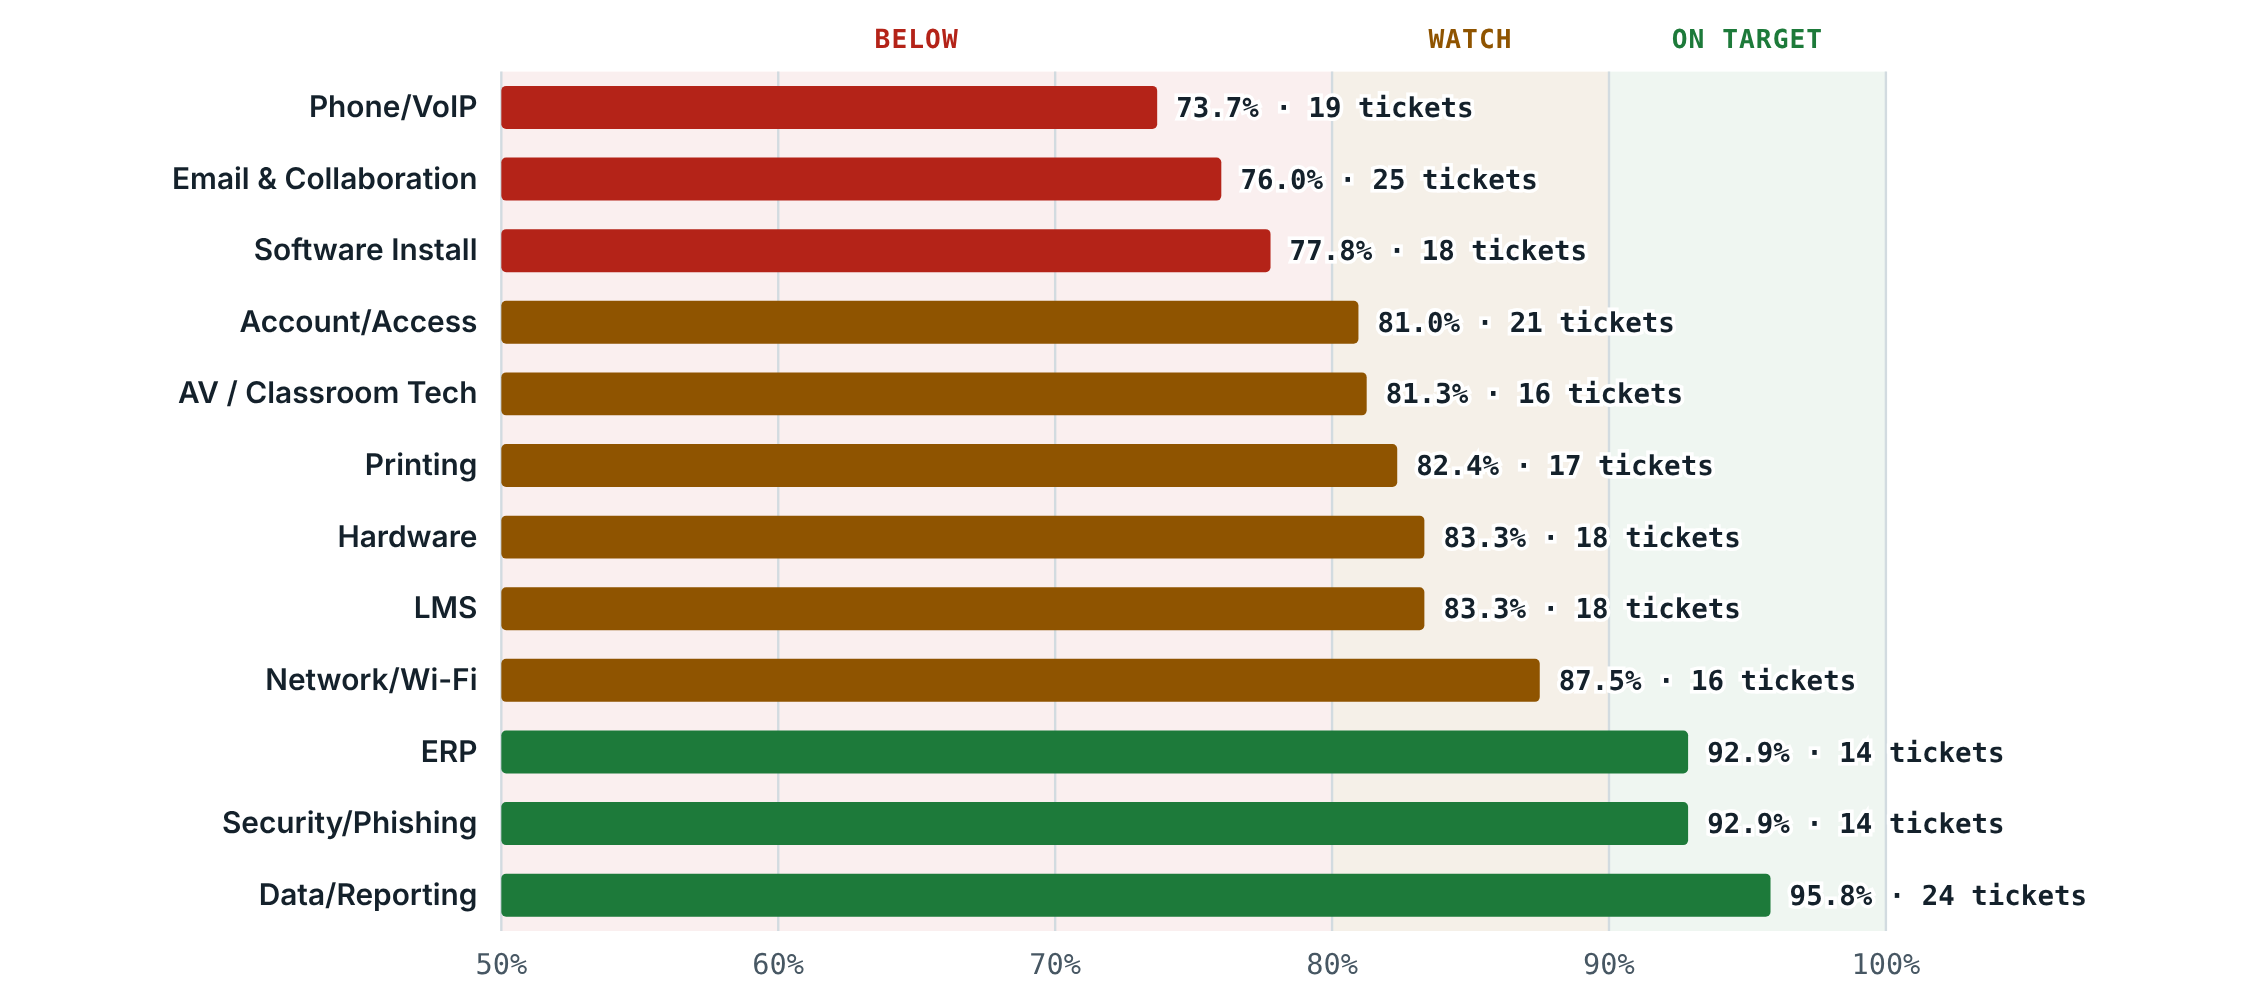 BELOW WATCH ON TARGET
Phone/VoIP 73.7% · 19 tickets
Email & Collaboration 76.0% · 25 tickets
Software Install 77.8% · 18 tickets
Account/Access 81.0% · 21 tickets
AV / Classroom Tech 81.3% · 16 tickets
Printing 82.4% · 17 tickets
Hardware 83.3% · 18 tickets
LMS 83.3% · 18 tickets
Network/Wi-Fi 87.5% · 16 tickets
ERP 92.9% · 14 tickets
Security/Phishing 92.9% · 14 tickets
Data/Reporting 95.8% · 24 tickets
50% 60% 70% 80% 90% 100%